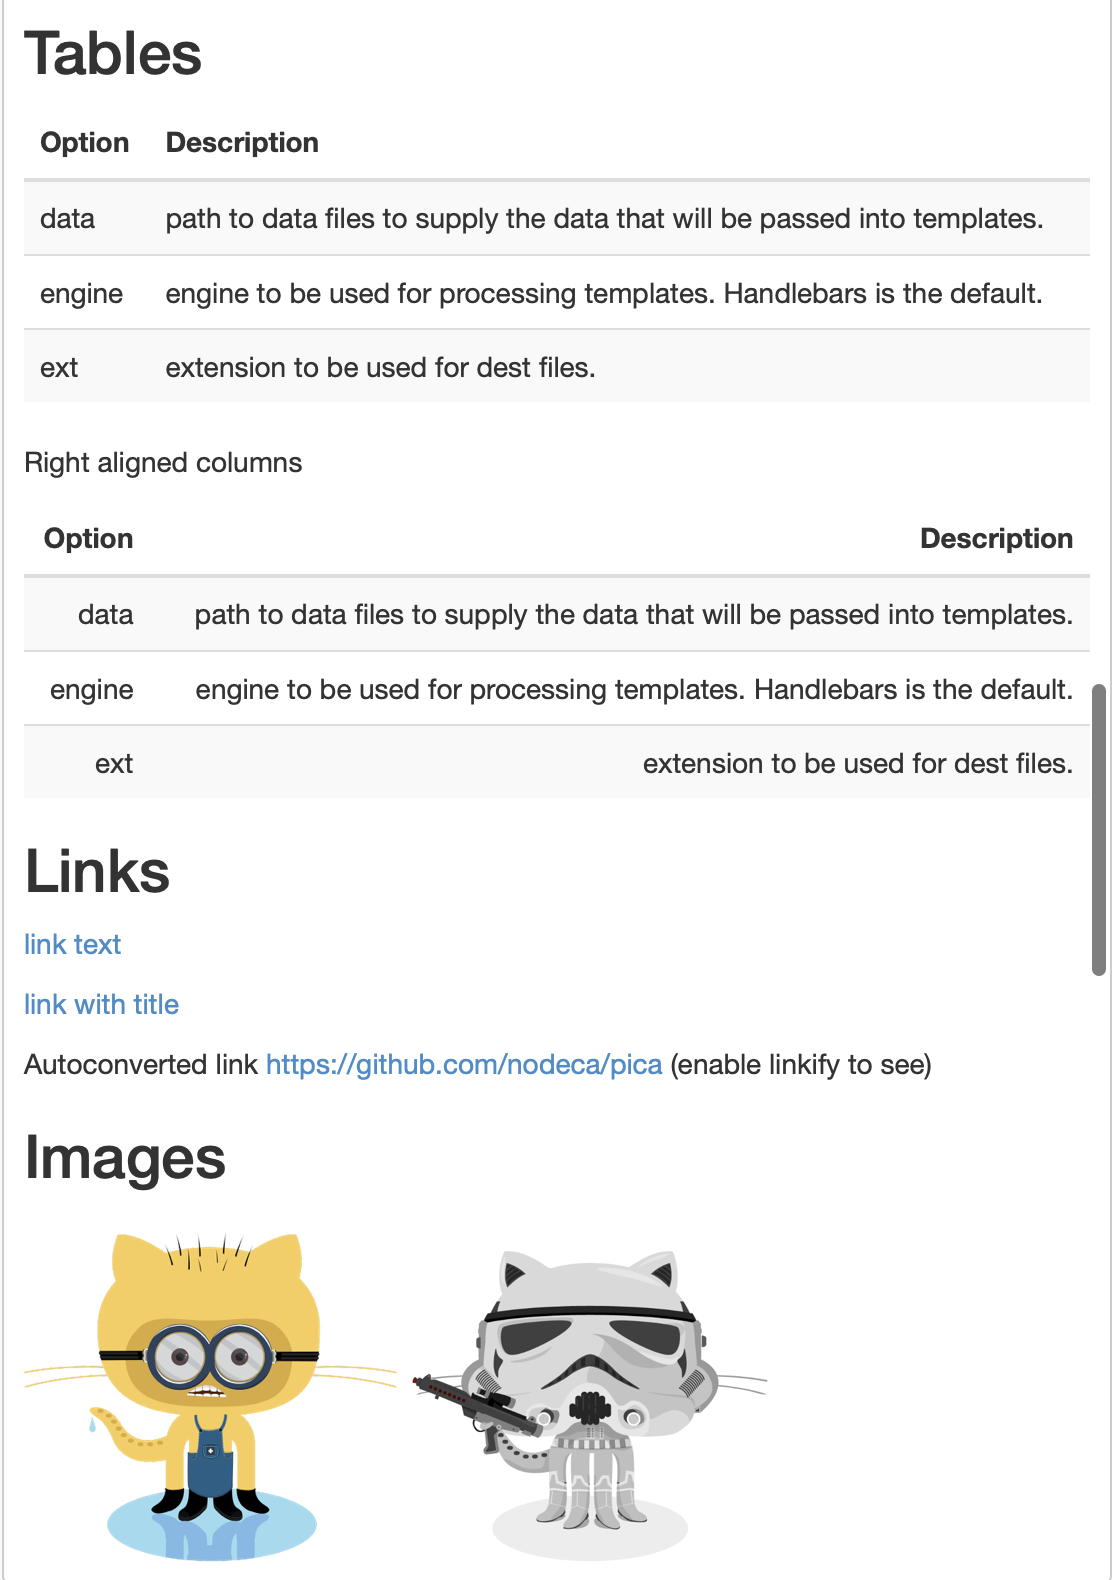 Tables
Option Description
data path to data files to supply the data that will be passed into templates.
engine engine to be used for processing templates. Handlebars is the default.
ext extension to be used for dest files.
Right aligned columns
Option Description
data path to data files to supply the data that will be passed into templates.
engine engine to be used for processing templates. Handlebars is the default.
ext extension to be used for dest files.
Links
link text
link with title
Autoconverted link https://github.com/nodeca/pica (enable linkify to see)
Images